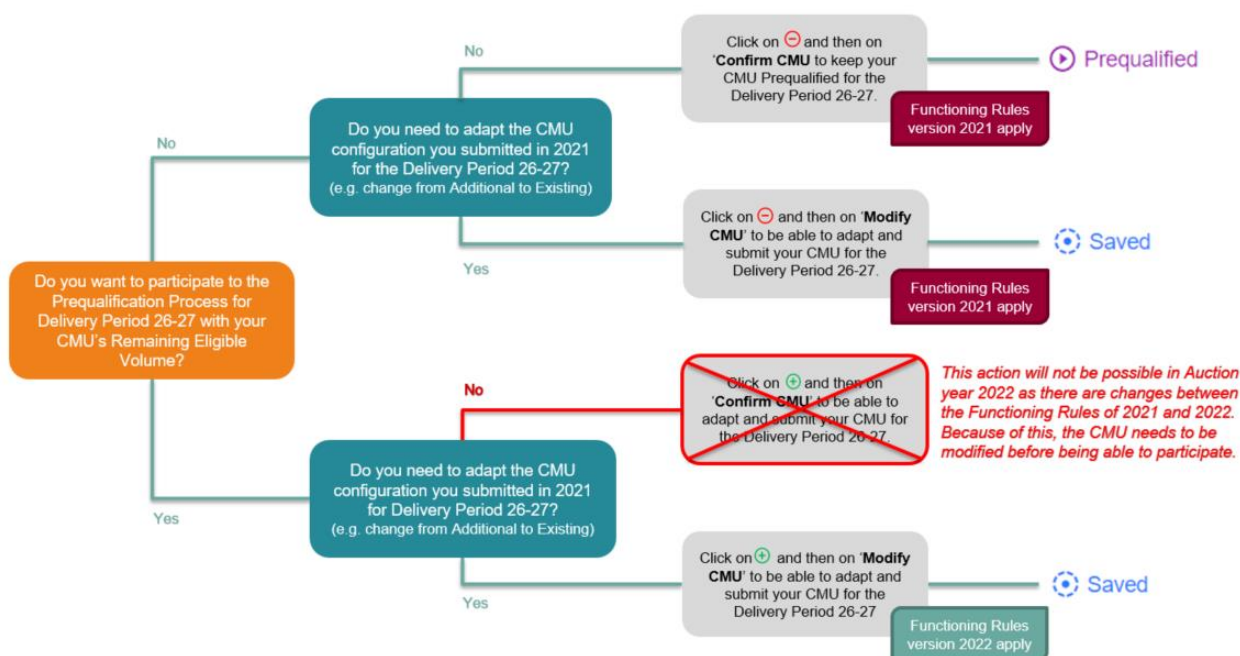 No
Click on ⊖ and then on
‘Confirm CMU to keep your
CMU Prequalified for the
Delivery Period 26-27.
Prequalified
Functioning Rules
version 2021 apply
No
Do you need to adapt the CMU
configuration you submitted in 2021
for the Delivery Period 26-27?
(e.g. change from Additional to Existing)
Yes
Click on ⊖ and then on ‘Modify
CMU’ to be able to adapt and
submit your CMU for the
Delivery Period 26-27.
Saved
Functioning Rules
version 2021 apply
Do you want to participate to the
Prequalification Process for
Delivery Period 26-27 with your
CMU’s Remaining Eligible
Volume?
No
Click on ⊕ and then on
‘Confirm CMU’ to be able to
adapt and submit your CMU for
the Delivery Period 26-27.
This action will not be possible in Auction
year 2022 as there are changes between
the Functioning Rules of 2021 and 2022.
Because of this, the CMU needs to be
modified before being able to participate.
Yes
Do you need to adapt the CMU
configuration you submitted in 2021
for Delivery Period 26-27?
(e.g. change from Additional to Existing)
Yes
Click on ⊕ and then on ‘Modify
CMU’ to be able to adapt and
submit your CMU for the
Delivery Period 26-27
Saved
Functioning Rules
version 2022 apply